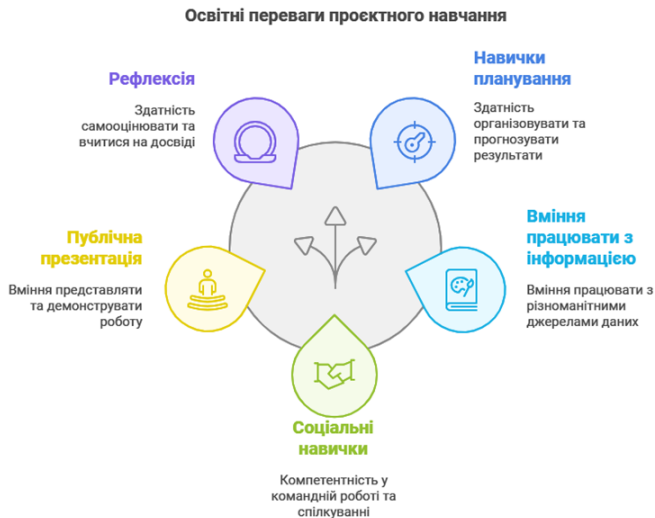 Освітні переваги проєктного навчання
Рефлексія
Здатність
самооцінювати та
вчитися на досвіді
Навички
планування
Здатність
організовувати та
прогнозувати
результати
Публічна
презентація
Вміння представляти
та демонструвати
роботу
Вміння
працювати з
інформацією
Вміння працювати з
різноманітними
джерелами даних
Соціальні
навички
Компетентність у
командній роботі та
спілкуванні